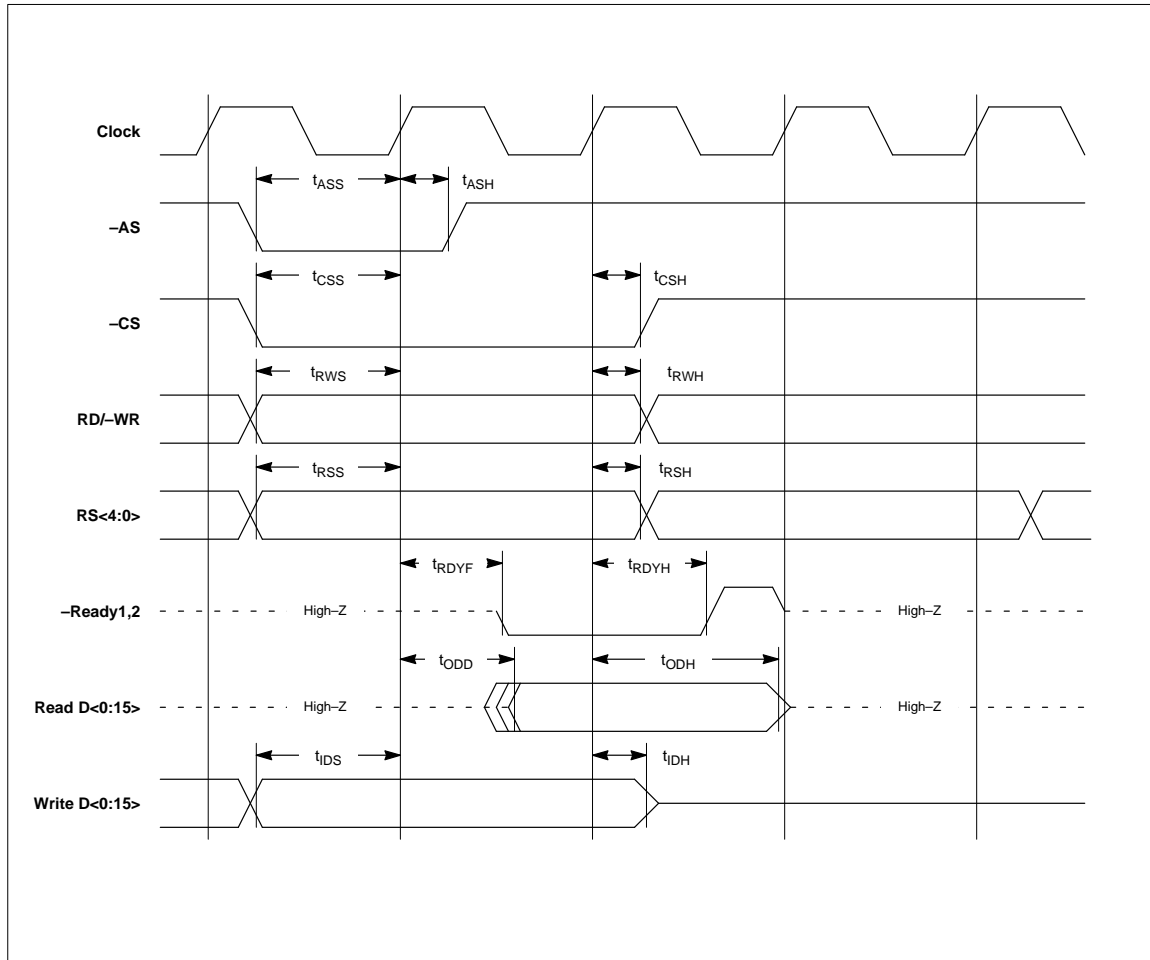 Clock
tASS tASH
–AS
tCSS tCSH
–CS
tRWS tRWH
RD/–WR
tRSS tRSH
RS<4:0>
tRDYF tRDYH
–Ready1,2 High–Z High–Z
tODD tODH
Read D<0:15> High–Z High–Z
tIDS tIDH
Write D<0:15>